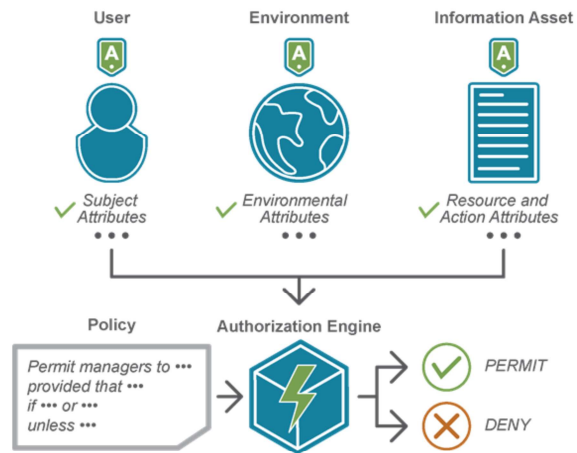 User
Environment
Information Asset
A
A
A
Subject
Attributes
•••
Environmental
Attributes
•••
Resource and
Action Attributes
•••
Policy
Authorization Engine
Permit managers to •••
provided that •••
if ••• or •••
unless •••
PERMIT
DENY